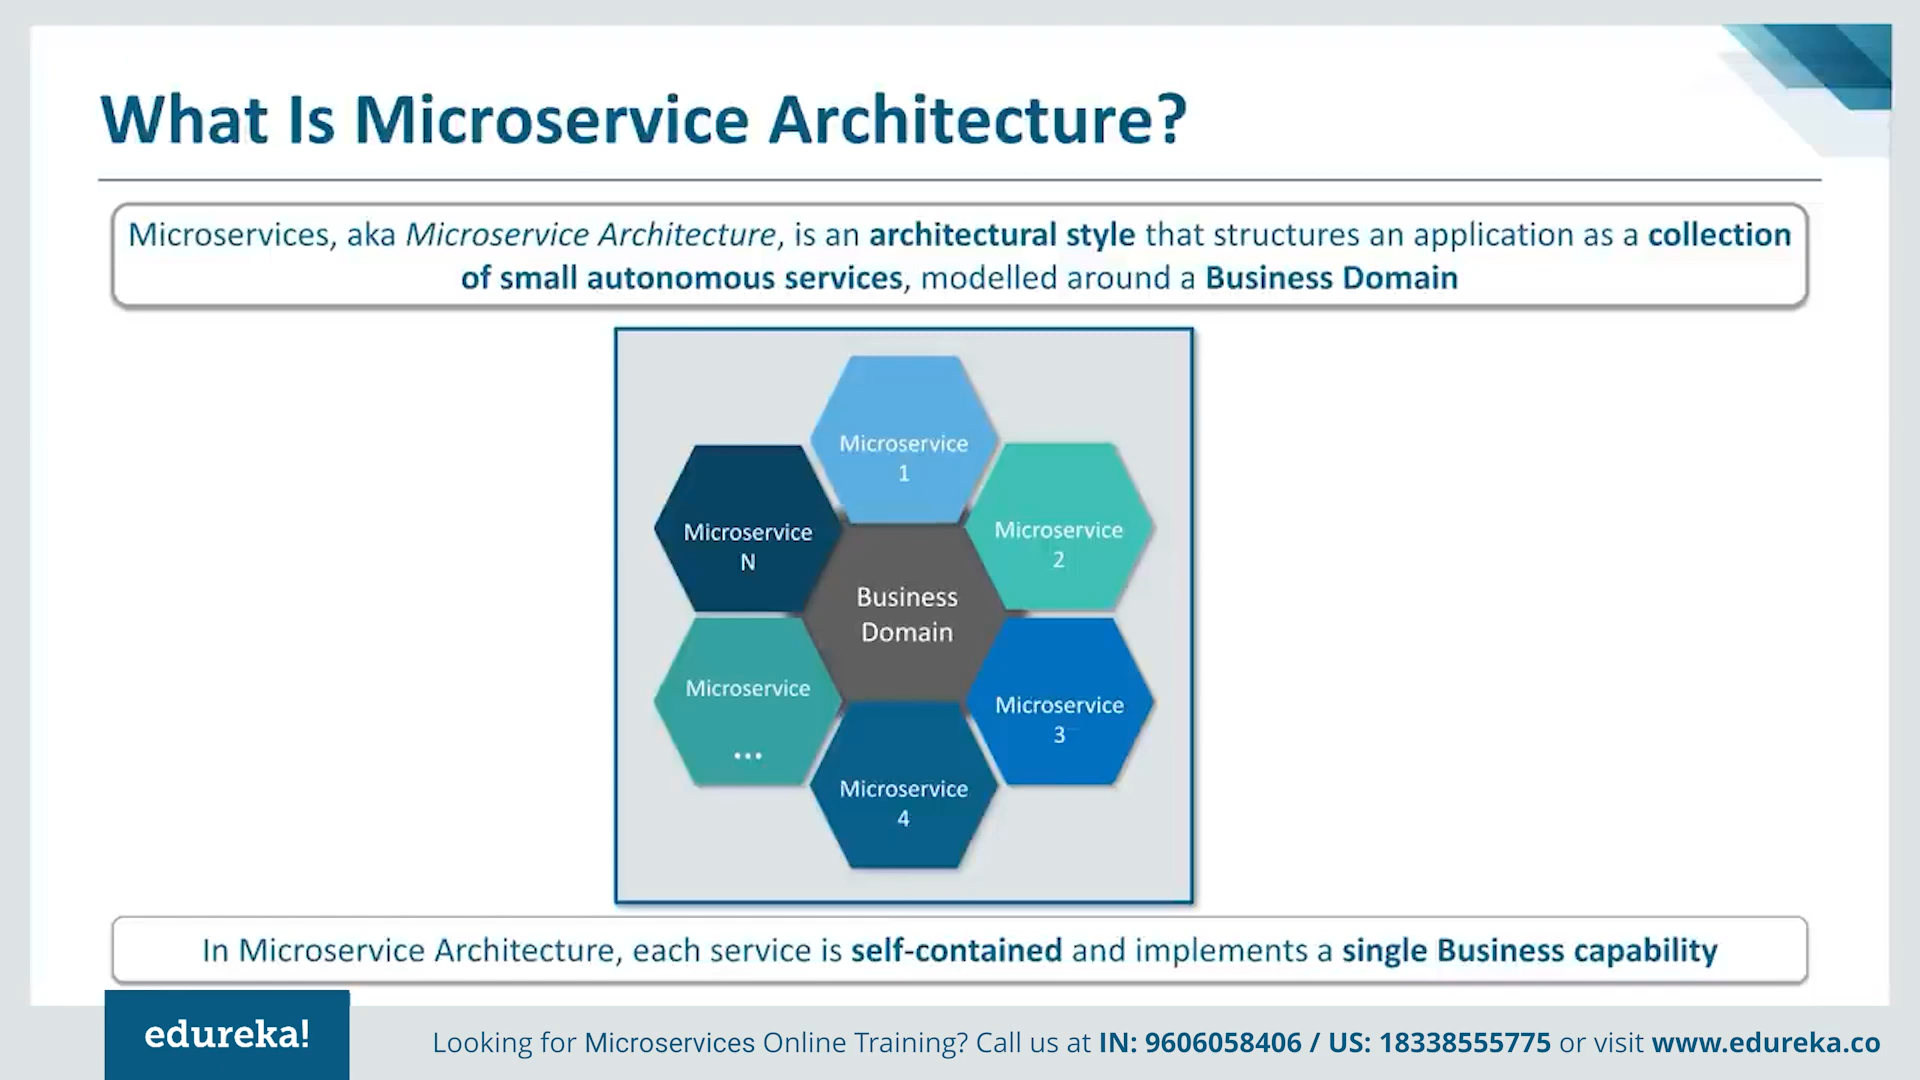 What Is Microservice Architecture?
Microservices, aka Microservice Architecture, is an architectural style that structures an application as a collection
of small autonomous services, modelled around a Business Domain
Microservice
1
Microservice
2
Microservice
N
Business
Domain
Microservice
...
Microservice
3
Microservice
4
In Microservice Architecture, each service is self-contained and implements a single Business capability
edureka!
Looking for Microservices Online Training? Call us at IN: 9606058406 / US: 18338555775 or visit www.edureka.co